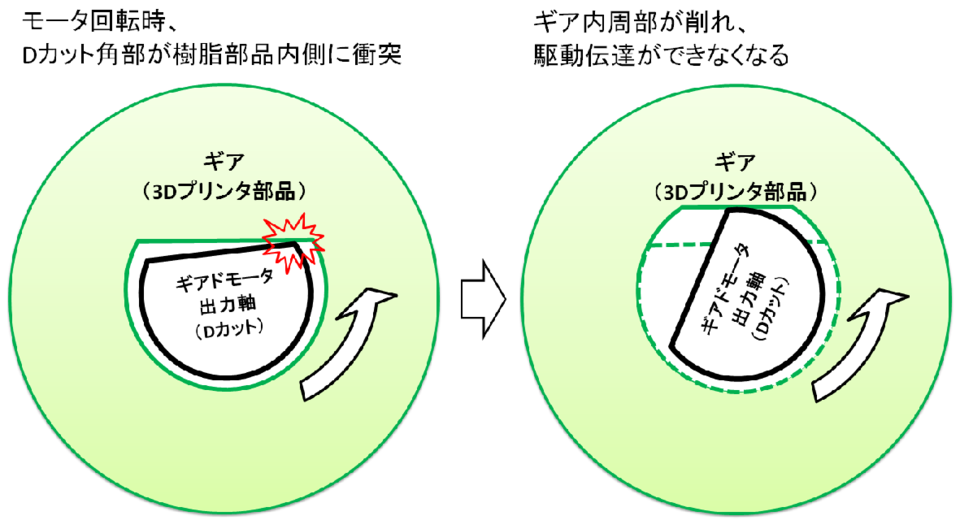 モータ回転時、
Dカット角部が樹脂部品内側に衝突
ギア
（3Dプリンタ部品）
ギアドモータ
出力軸
（Dカット）
ギア内周部が削れ、
駆動伝達ができなくなる
ギア
（3Dプリンタ部品）
ギアドモータ
出力軸
（Dカット）